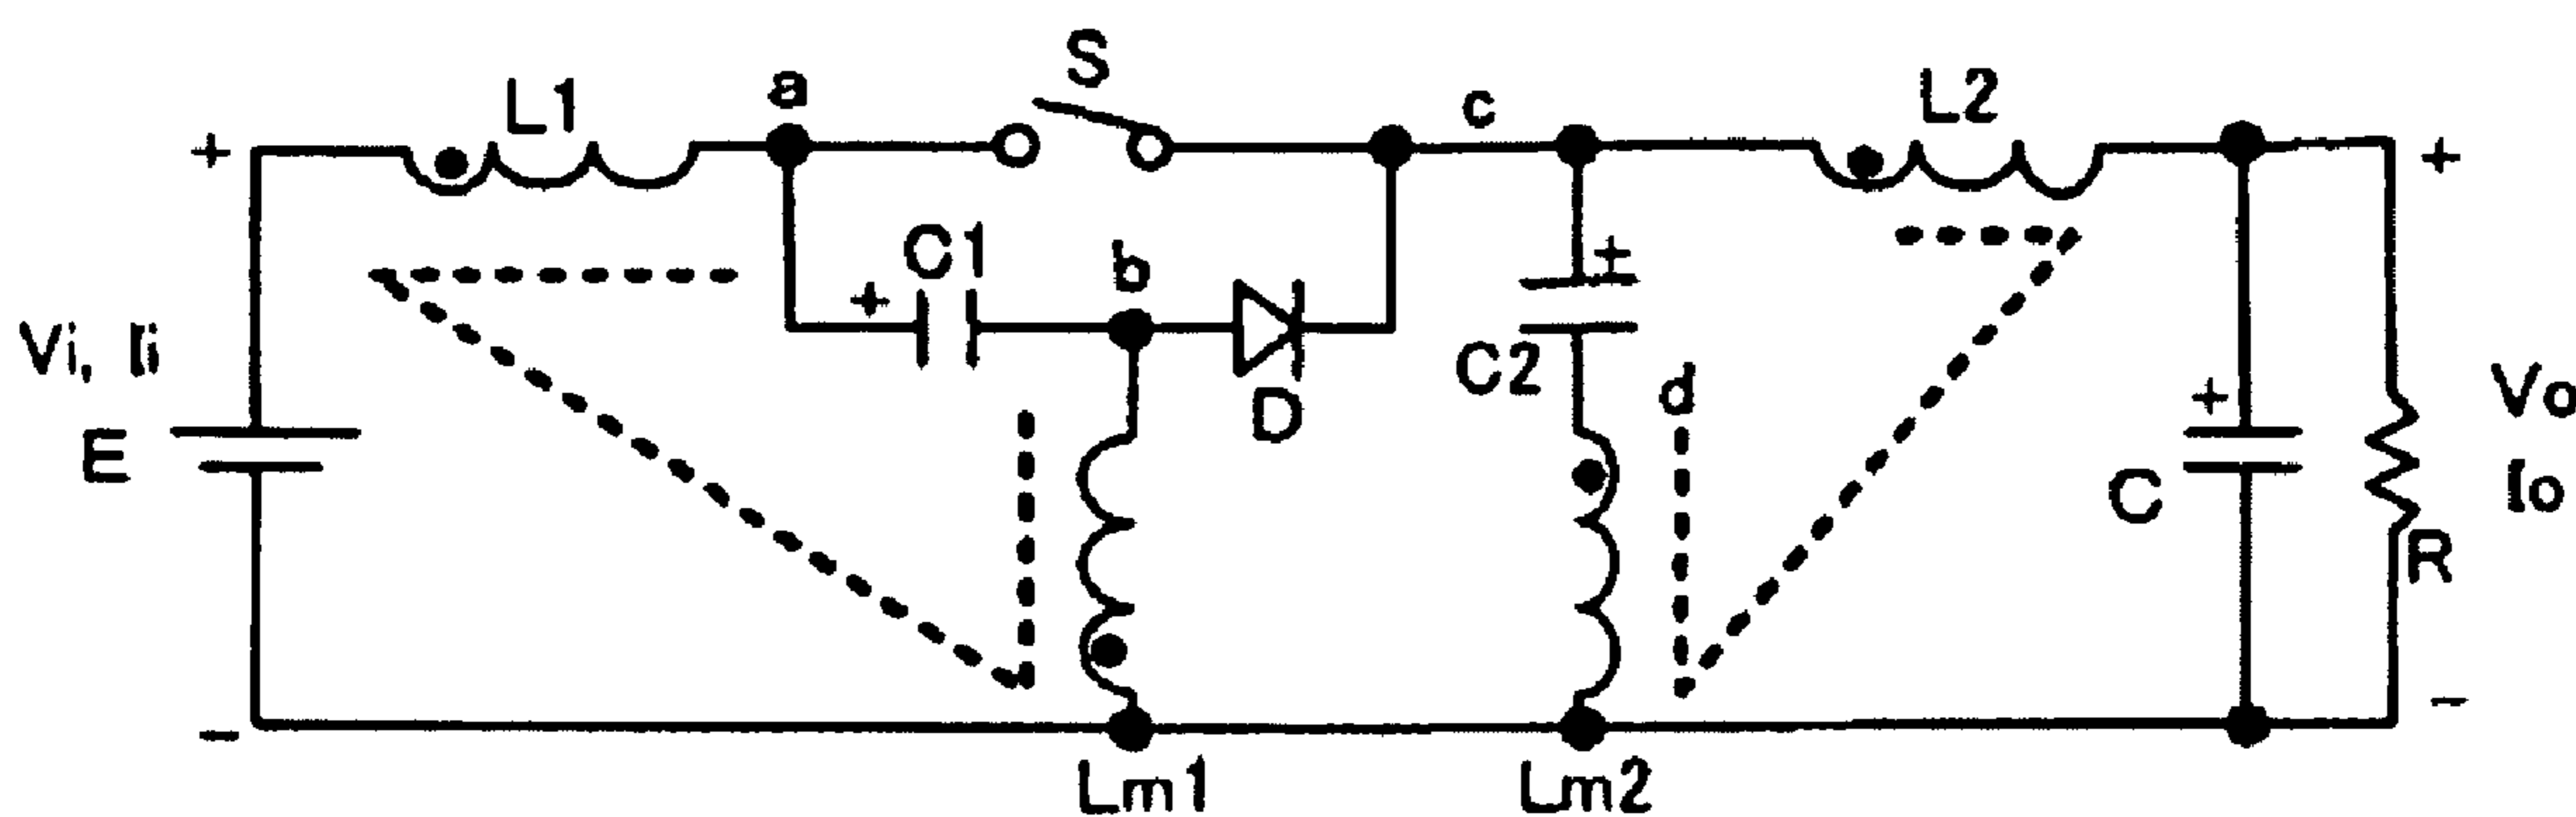 S
L1
a
c
L2
+
+
C1
b
+
+
Vi, Ii
E
D
C2
d
+
C
Vo
Io
R
-
-
Lm1
Lm2